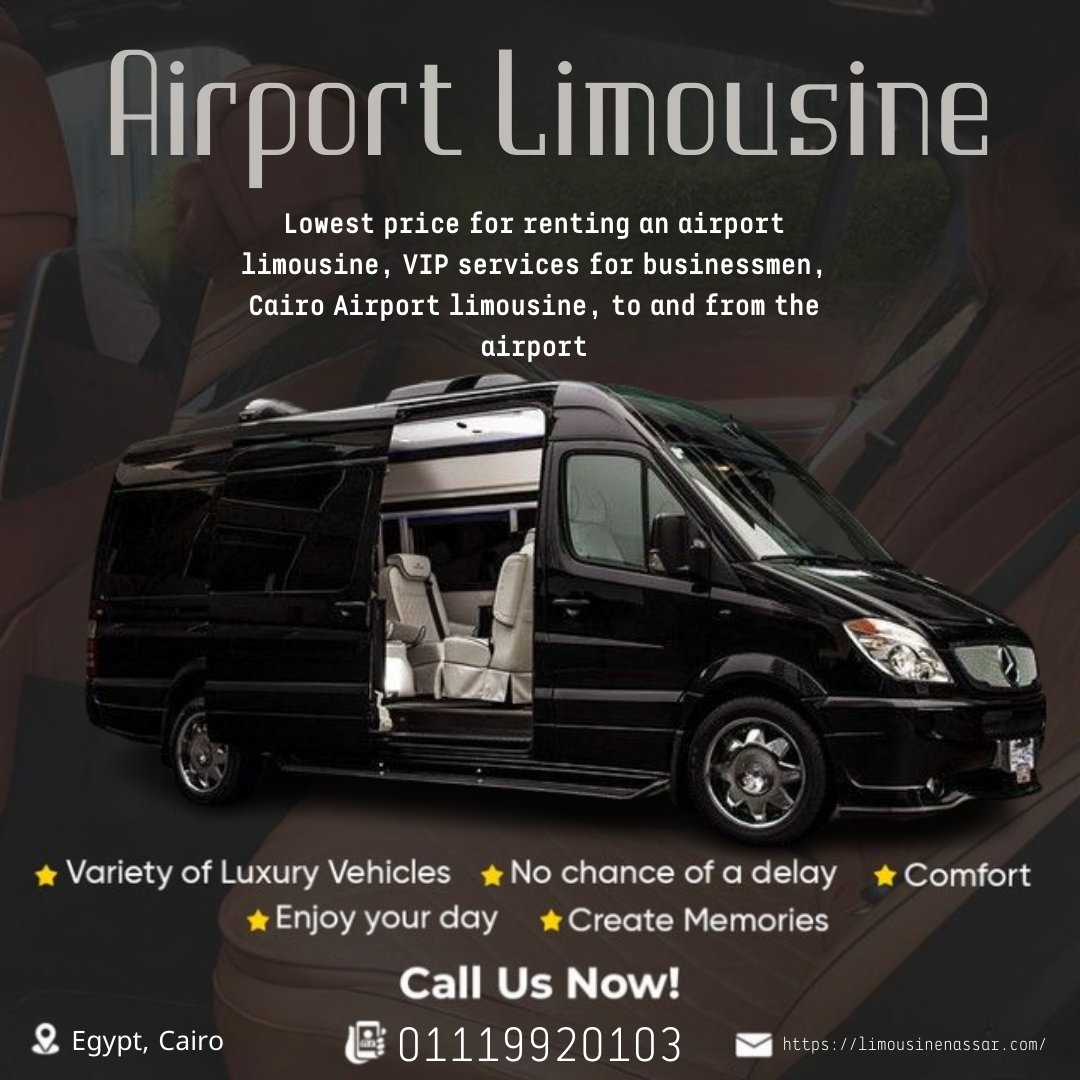 Airport Limousine
Lowest price for renting an airport
limousine, VIP services for businessmen,
Cairo Airport limousine, to and from the
airport
Variety of Luxury Vehicles No chance of a delay Comfort
Enjoy your day Create Memories
Call Us Now!
Egypt, Cairo 01119920103 https://limousinenassar.com/